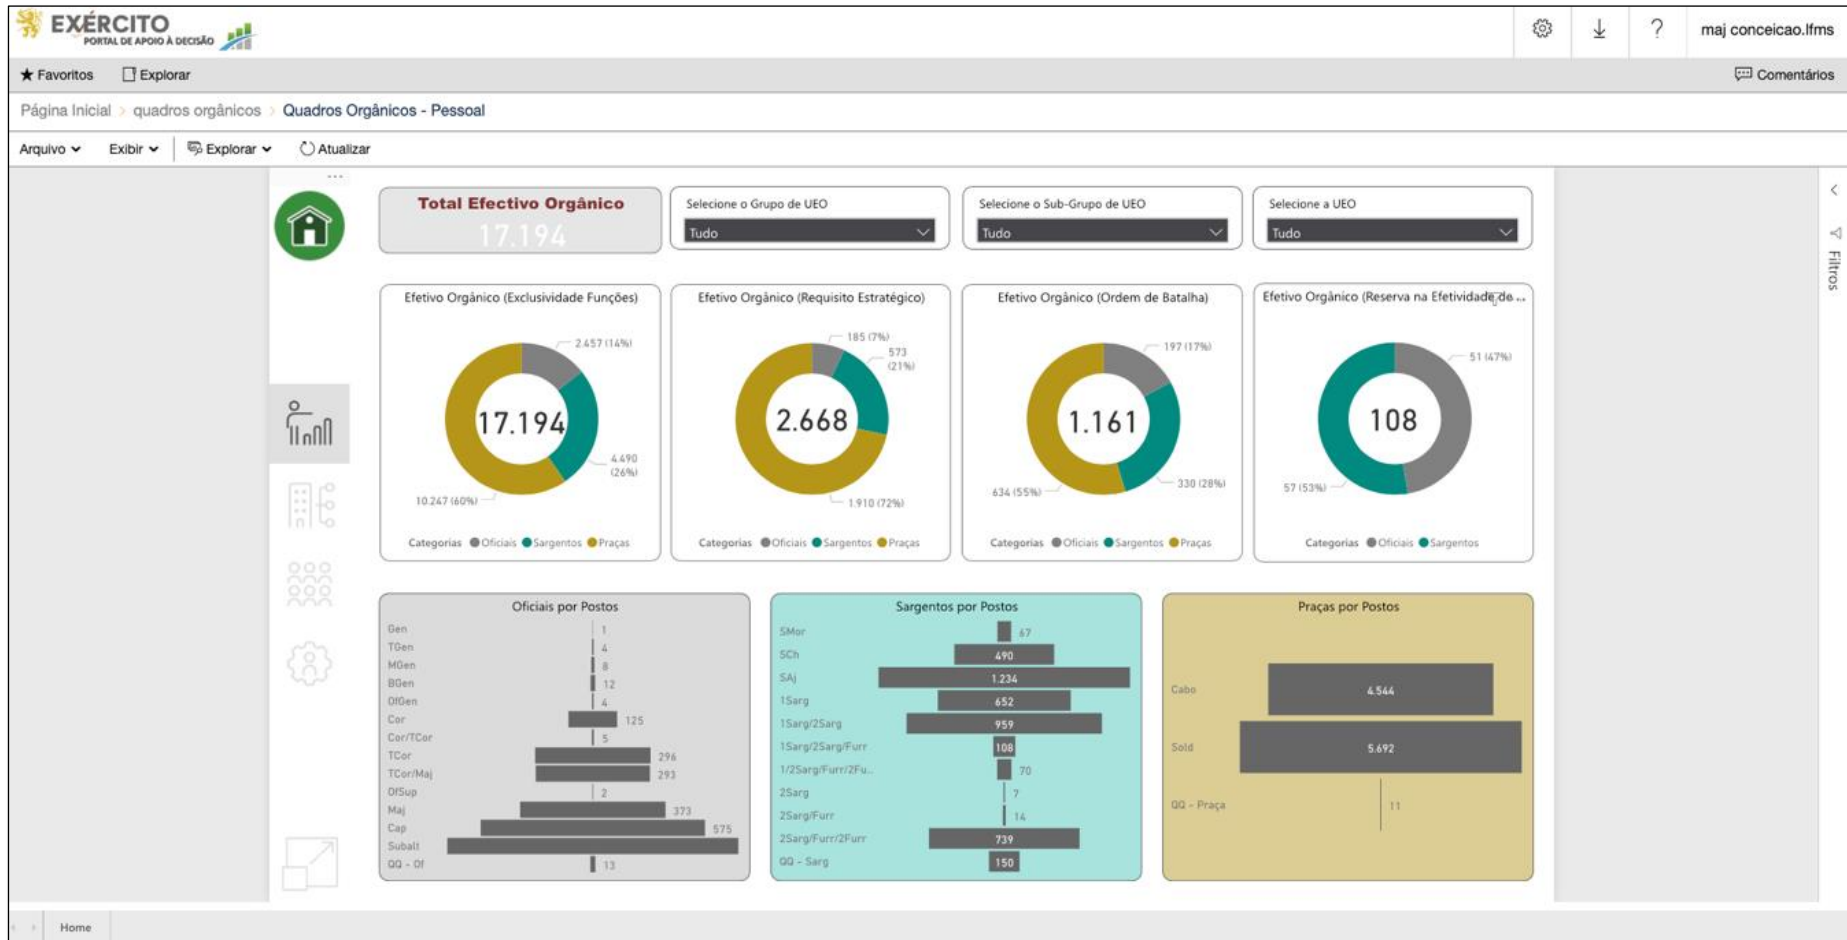 EXÉRCITO
PORTAL DE APOIO À DECISÃO
? maj conceicao.lfms
Favoritos Explorar Comentários
Página Inicial > quadros orgânicos > Quadros Orgânicos - Pessoal
Arquivo Exibir Explorar Atualizar
Total Efectivo Orgânico
17.194
Selecione o Grupo de UEO
Tudo
Selecione o Sub-Grupo de UEO
Tudo
Selecione a UEO
Tudo
Filtros
Efetivo Orgânico (Exclusividade Funções)
2.457 (14%)
17.194
4.490
(26%)
10.247 (60%)
Categorias Oficiais Sargentos Praças
Efetivo Orgânico (Requisito Estratégico)
185 (7%)
573
(21%)
2.668
1.910 (72%)
Categorias Oficiais Sargentos Praças
Efetivo Orgânico (Ordem de Batalha)
197 (17%)
1.161
330 (28%)
634 (55%)
Categorias Oficiais Sargentos Praças
Efetivo Orgânico (Reserva na Efetividade de ...
51 (47%)
108
57 (53%)
Categorias Oficiais Sargentos
Oficiais por Postos
Gen 1
TGen 4
MGen 8
BGen 12
OfGen 4
Cor 125
Cor/TCor 5
TCor 296
TCor/Maj 293
OfSup 2
Maj 373
Cap 575
Subalt
QQ - Of 13
Sargentos por Postos
SMor 67
SCh 490
SAj 1.234
1Sarg 652
1Sarg/2Sarg 959
1Sarg/2Sarg/Furr 108
1/2Sarg/Furr/2Fu... 70
2Sarg 7
2Sarg/Furr 14
2Sarg/Furr/2Furr 739
QQ - Sarg 150
Praças por Postos
Cabo 4.544
Sold 5.692
QQ - Praça 11
Home